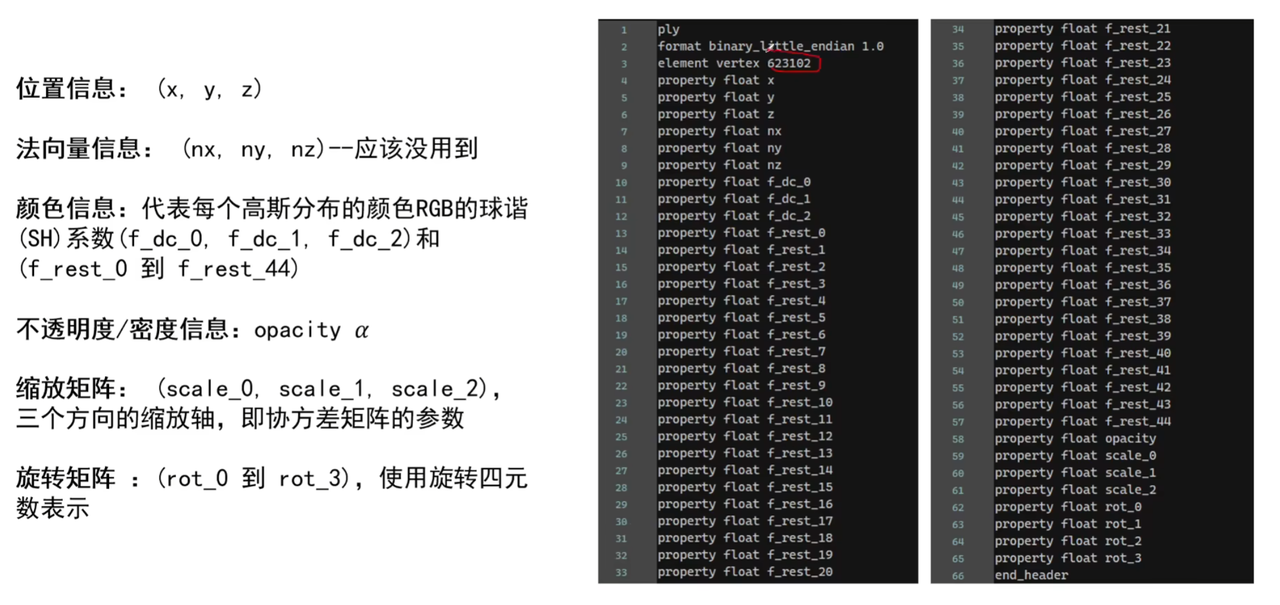 位置信息： (x, y, z)
法向量信息： (nx, ny, nz)--应该没用到
颜色信息：代表每个高斯分布的颜色RGB的球谐
(SH)系数(f_dc_0, f_dc_1, f_dc_2)和
(f_rest_0 到 f_rest_44)
不透明度/密度信息：opacity α
缩放矩阵： (scale_0, scale_1, scale_2)，
三个方向的缩放轴，即协方差矩阵的参数
旋转矩阵 ：(rot_0 到 rot_3)，使用旋转四元
数表示
1 ply
2 format binary_little_endian 1.0
3 element vertex 623102
4 property float x
5 property float y
6 property float z
7 property float nx
8 property float ny
9 property float nz
10 property float f_dc_0
11 property float f_dc_1
12 property float f_dc_2
13 property float f_rest_0
14 property float f_rest_1
15 property float f_rest_2
16 property float f_rest_3
17 property float f_rest_4
18 property float f_rest_5
19 property float f_rest_6
20 property float f_rest_7
21 property float f_rest_8
22 property float f_rest_9
23 property float f_rest_10
24 property float f_rest_11
25 property float f_rest_12
26 property float f_rest_13
27 property float f_rest_14
28 property float f_rest_15
29 property float f_rest_16
30 property float f_rest_17
31 property float f_rest_18
32 property float f_rest_19
33 property float f_rest_20
34 property float f_rest_21
35 property float f_rest_22
36 property float f_rest_23
37 property float f_rest_24
38 property float f_rest_25
39 property float f_rest_26
40 property float f_rest_27
41 property float f_rest_28
42 property float f_rest_29
43 property float f_rest_30
44 property float f_rest_31
45 property float f_rest_32
46 property float f_rest_33
47 property float f_rest_34
48 property float f_rest_35
49 property float f_rest_36
50 property float f_rest_37
51 property float f_rest_38
52 property float f_rest_39
53 property float f_rest_40
54 property float f_rest_41
55 property float f_rest_42
56 property float f_rest_43
57 property float f_rest_44
58 property float opacity
59 property float scale_0
60 property float scale_1
61 property float scale_2
62 property float rot_0
63 property float rot_1
64 property float rot_2
65 property float rot_3
66 end_header